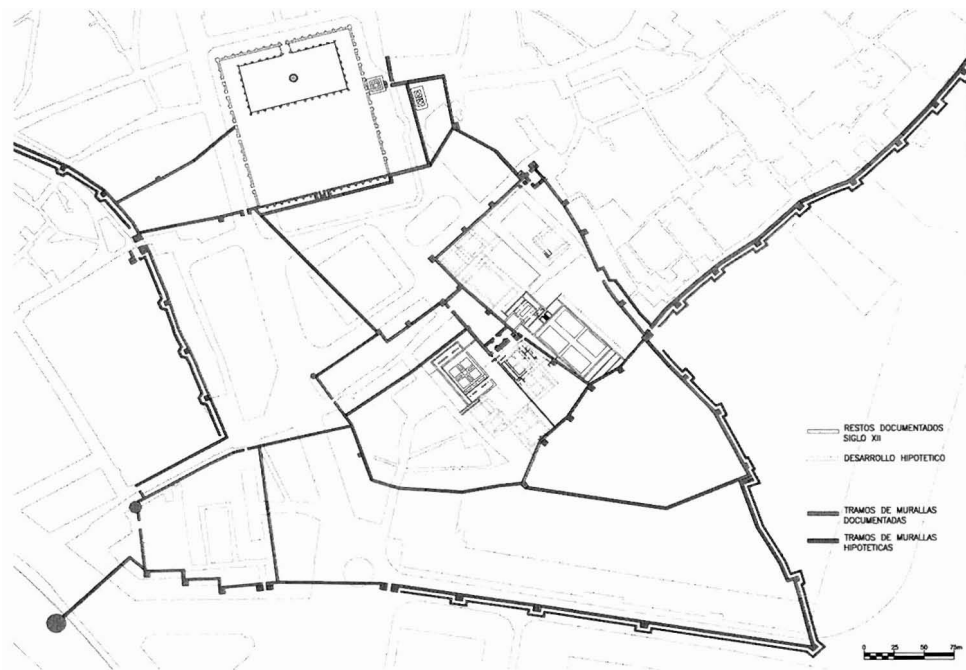 RESTOS DOCUMENTADOS
SIGLO XII
DESARROLLO HIPOTETICO
TRAMOS DE MURALLAS
DOCUMENTADAS
TRAMOS DE MURALLAS
HIPOTETICAS
0 25 50 75m